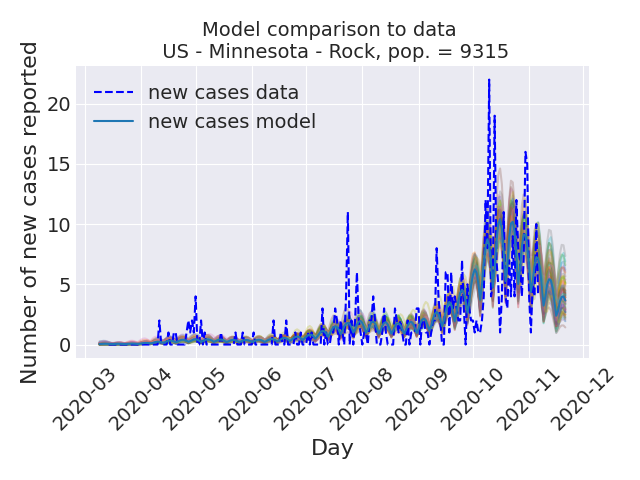 Model comparison to data
US - Minnesota - Rock, pop. = 9315
Number of new cases reported
20
15
10
5
0
new cases data
new cases model
2020-03
2020-04
2020-05
2020-06
2020-07
2020-08
2020-09
2020-10
2020-11
2020-12
Day